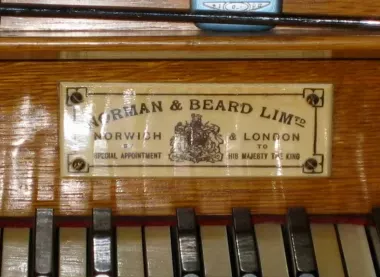 NORMAN & BEARD LIMTD
NORWICH & LONDON
BY TO
SPECIAL APPOINTMENT HIS MAJESTY THE KING